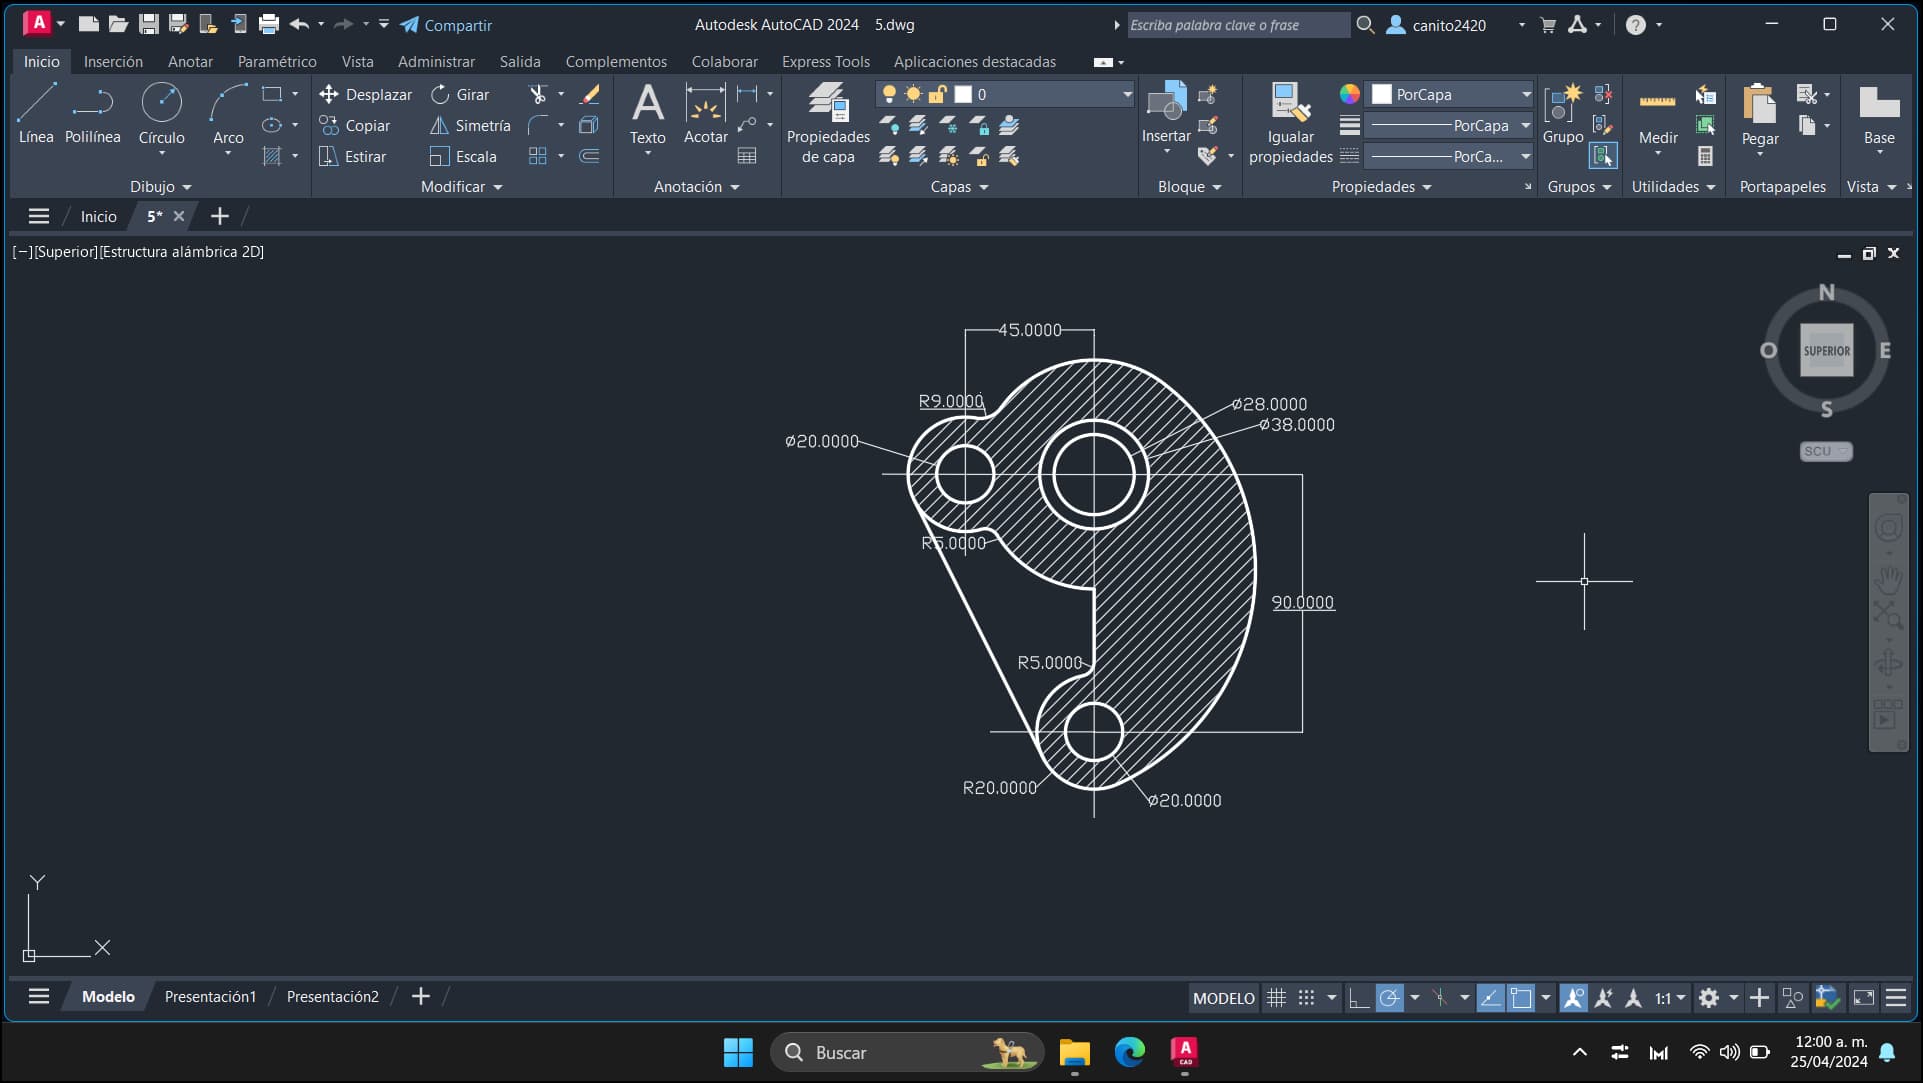 Compartir
Autodesk AutoCAD 2024 5.dwg
Escriba palabra clave o frase
canito2420
Inicio Inserción Anotar Paramétrico Vista Administrar Salida Complementos Colaborar Express Tools Aplicaciones destacadas
Línea Polilínea Círculo Arco
Desplazar Girar
Copiar Simetría
Estirar Escala
Texto Acotar
Propiedades de capa
0
Insertar
Igualar propiedades
PorCapa
PorCapa
PorCa...
Grupo
Medir
Pegar
Base
Dibujo Modificar Anotación Capas Bloque Propiedades Grupos Utilidades Portapapeles Vista
Inicio 5*
[−][Superior][Estructura alámbrica 2D]
N
O SUPERIOR E
S
SCU
45.0000
R9.0000
ø28.0000
ø38.0000
ø20.0000
R5.0000
90.0000
R5.0000
R20.0000
ø20.0000
Y
X
Modelo Presentación1 Presentación2
MODELO 1:1
Buscar
A CAD
12:00 a. m.
25/04/2024